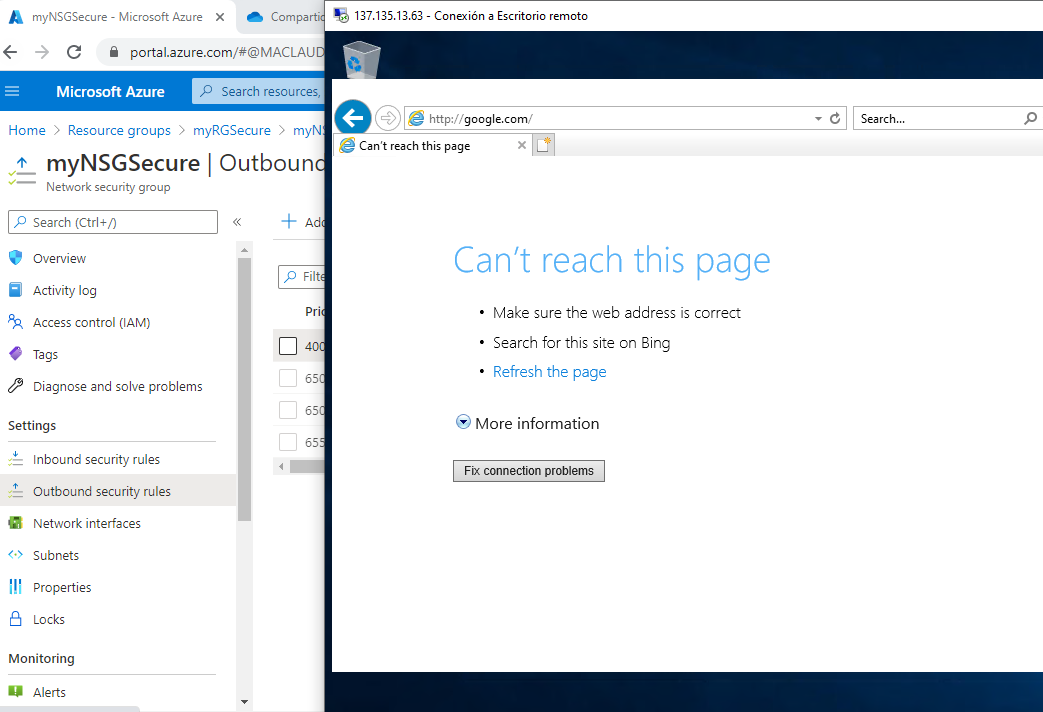 myNSGSecure - Microsoft Azure
Compartid
portal.azure.com/#@MACLAUD
Microsoft Azure
Search resources,
Home > Resource groups > myRGSecure > myNS
myNSGSecure | Outbound
Network security group
Search (Ctrl+/)
«
Overview
Activity log
Access control (IAM)
Tags
Diagnose and solve problems
Settings
Inbound security rules
Outbound security rules
Network interfaces
Subnets
Properties
Locks
Monitoring
Alerts
+ Add
Filte
Prio
400
650
650
655
137.135.13.63 - Conexión a Escritorio remoto
http://google.com/
Search...
Can't reach this page
Can't reach this page
• Make sure the web address is correct
• Search for this site on Bing
• Refresh the page
More information
Fix connection problems